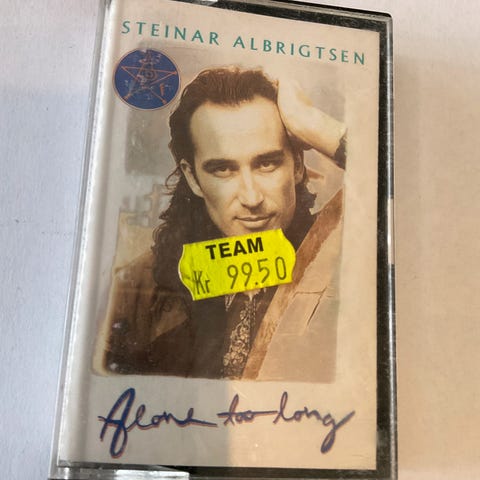 STEINAR ALBRIGTSEN
TEAM
Kr 99.50
Alone too long